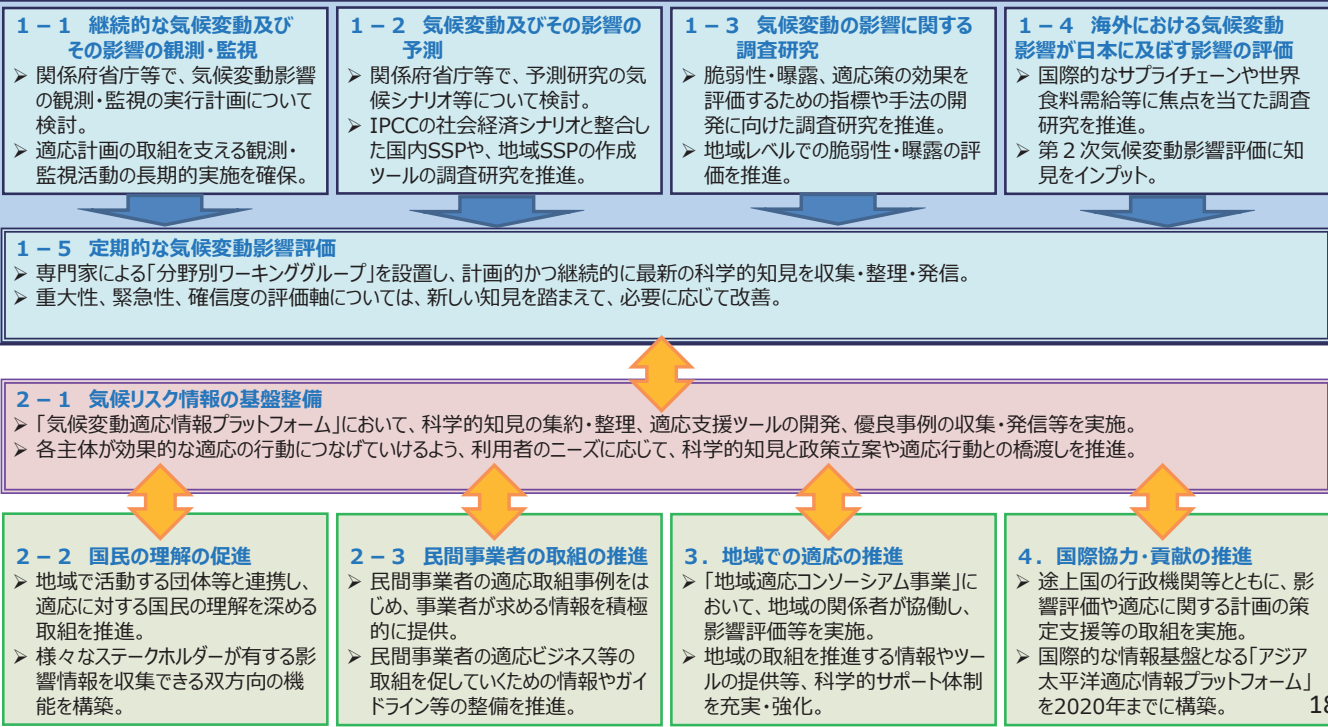 1－1 継続的な気候変動及び
その影響の観測・監視
➢ 関係府省庁等で、気候変動影響
の観測・監視の実行計画について
検討。
➢ 適応計画の取組を支える観測・
監視活動の長期的実施を確保。
1－2 気候変動及びその影響の
予測
➢ 関係府省庁等で、予測研究の気
候シナリオ等について検討。
➢ IPCCの社会経済シナリオと整合し
た国内SSPや、地域SSPの作成
ツールの調査研究を推進。
1－3 気候変動の影響に関する
調査研究
➢ 脆弱性・曝露、適応策の効果を
評価するための指標や手法の開
発に向けた調査研究を推進。
➢ 地域レベルでの脆弱性・曝露の評
価を推進。
1－4 海外における気候変動
影響が日本に及ぼす影響の評価
➢ 国際的なサプライチェーンや世界
食料需給等に焦点を当てた調査
研究を推進。
➢ 第２次気候変動影響評価に知
見をインプット。
1－5 定期的な気候変動影響評価
➢ 専門家による「分野別ワーキンググループ」を設置し、計画的かつ継続的に最新の科学的知見を収集・整理・発信。
➢ 重大性、緊急性、確信度の評価軸については、新しい知見を踏まえて、必要に応じて改善。
2－1 気候リスク情報の基盤整備
➢ 「気候変動適応情報プラットフォーム」において、科学的知見の集約・整理、適応支援ツールの開発、優良事例の収集・発信等を実施。
➢ 各主体が効果的な適応の行動につなげていけるよう、利用者のニーズに応じて、科学的知見と政策立案や適応行動との橋渡しを推進。
2－2 国民の理解の促進
➢ 地域で活動する団体等と連携し、
適応に対する国民の理解を深める
取組を推進。
➢ 様々なステークホルダーが有する影
響情報を収集できる双方向の機
能を構築。
2－3 民間事業者の取組の推進
➢ 民間事業者の適応取組事例をは
じめ、事業者が求める情報を積極
的に提供。
➢ 民間事業者の適応ビジネス等の
取組を促していくための情報やガイ
ドライン等の整備を推進。
3．地域での適応の推進
➢ 「地域適応コンソーシアム事業」に
おいて、地域の関係者が協働し、
影響評価等を実施。
➢ 地域の取組を推進する情報やツー
ルの提供等、科学的サポート体制
を充実・強化。
4．国際協力・貢献の推進
➢ 途上国の行政機関等とともに、影
響評価や適応に関する計画の策
定支援等の取組を実施。
➢ 国際的な情報基盤となる「アジア
太平洋適応情報プラットフォーム」
を2020年までに構築。
18